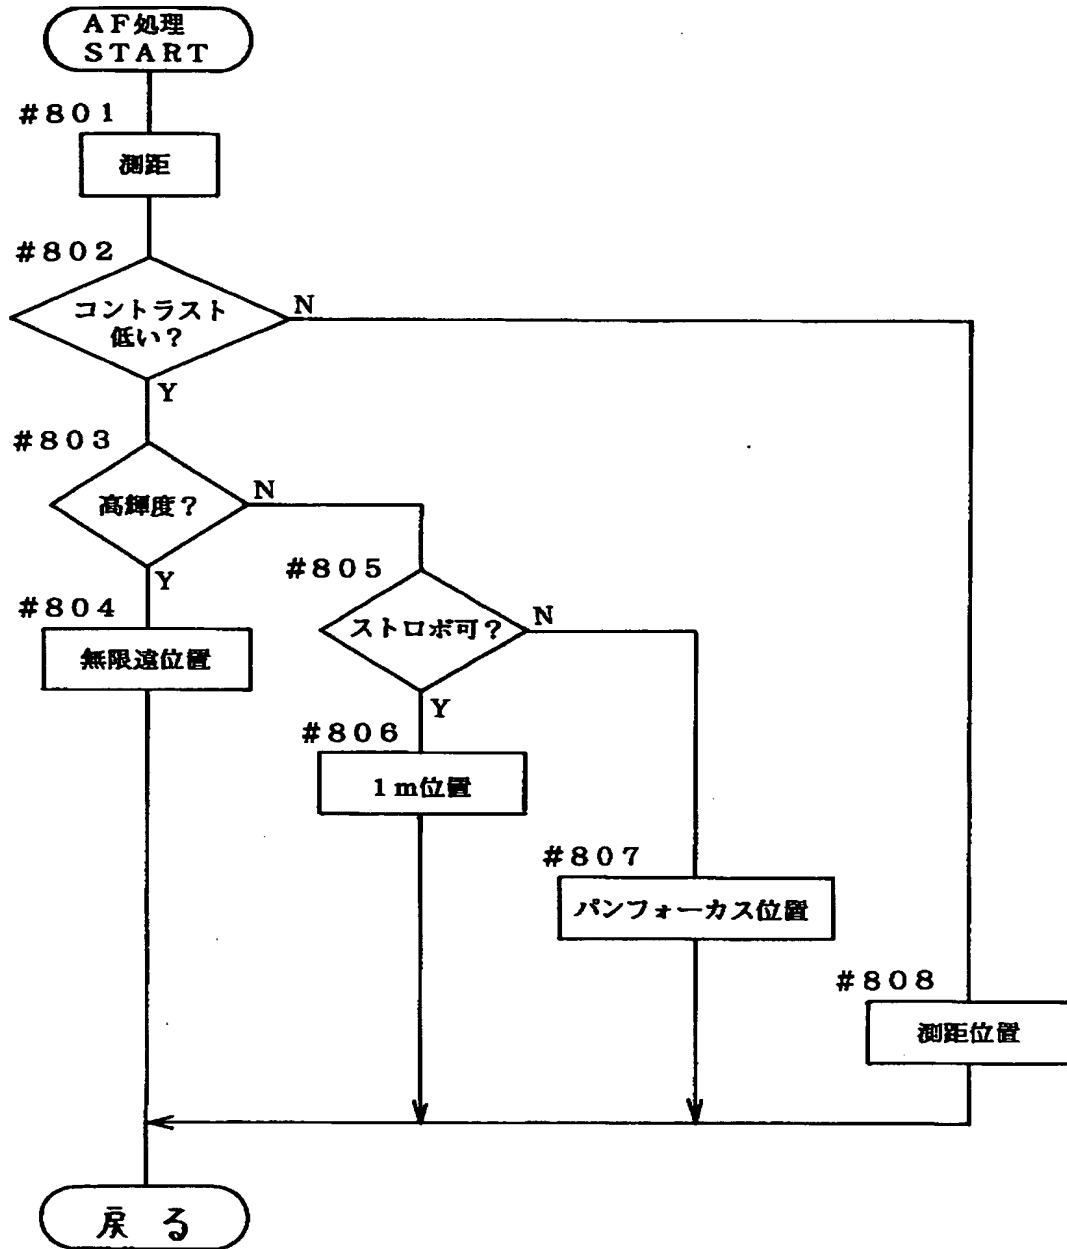 AF処理
START
#801
測距
#802
コントラスト
低い?
N
Y
#803
高輝度?
N
Y
#804
無限遠位置
#805
ストロボ可?
N
Y
#806
1m位置
#807
パンフォーカス位置
#808
測距位置
戻る